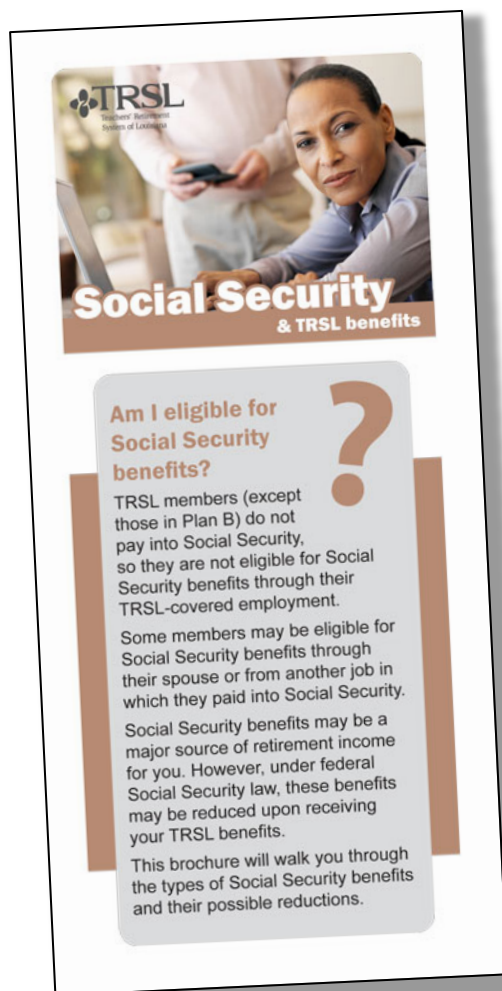 TRSL
Teachers' Retirement
System of Louisiana
Social Security
& TRSL benefits
Am I eligible for
Social Security
benefits?
?
TRSL members (except
those in Plan B) do not
pay into Social Security,
so they are not eligible for Social
Security benefits through their
TRSL-covered employment.
Some members may be eligible for
Social Security benefits through
their spouse or from another job in
which they paid into Social Security.
Social Security benefits may be a
major source of retirement income
for you. However, under federal
Social Security law, these benefits
may be reduced upon receiving
your TRSL benefits.
This brochure will walk you through
the types of Social Security benefits
and their possible reductions.